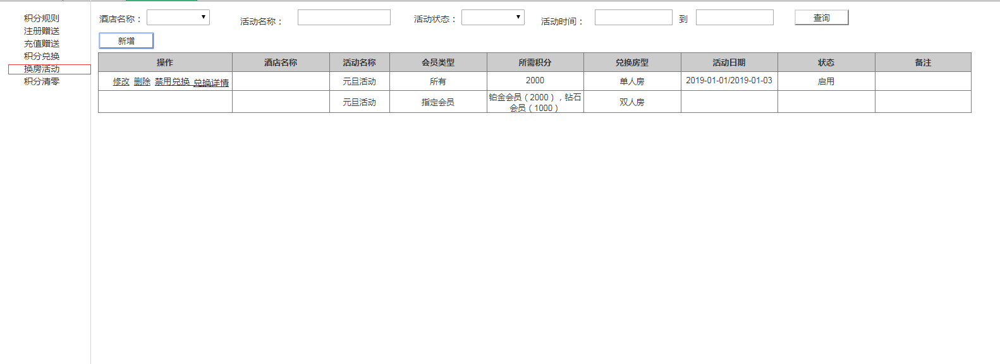 积分规则
注册赠送
充值赠送
积分兑换
换房活动
积分清零
酒店名称： 活动名称： 活动状态： 活动时间： 到 查询
新增
操作 酒店名称 活动名称 会员类型 所需积分 兑换房型 活动日期 状态 备注
修改 删除 禁用兑换 兑换详情 元旦活动 所有 2000 单人房 2019-01-01/2019-01-03 启用
元旦活动 指定会员 铂金会员（2000），钻石
会员（1000） 双人房